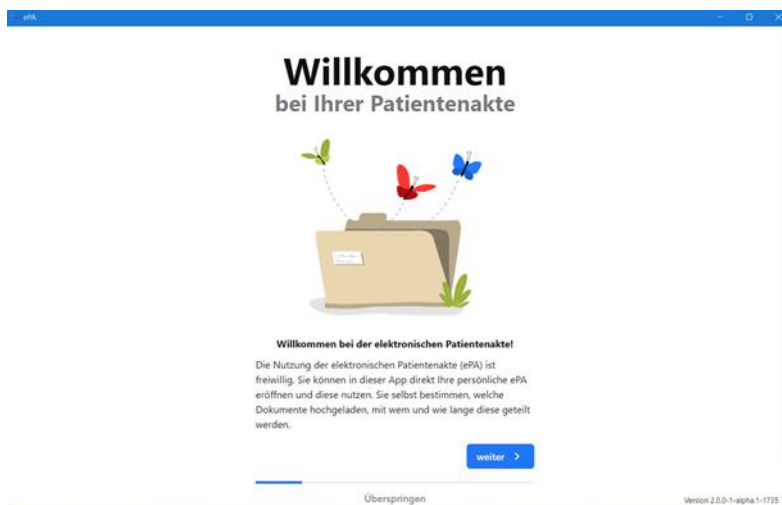 ePA
Willkommen
bei Ihrer Patientenakte
Willkommen bei der elektronischen Patientenakte!
Die Nutzung der elektronischen Patientenakte (ePA) ist
freiwillig. Sie können in dieser App direkt Ihre persönliche ePA
eröffnen und diese nutzen. Sie selbst bestimmen, welche
Dokumente hochgeladen, mit wem und wie lange diese geteilt
werden.
weiter
Überspringen
Version 2.0.0-1-alpha.1-1735